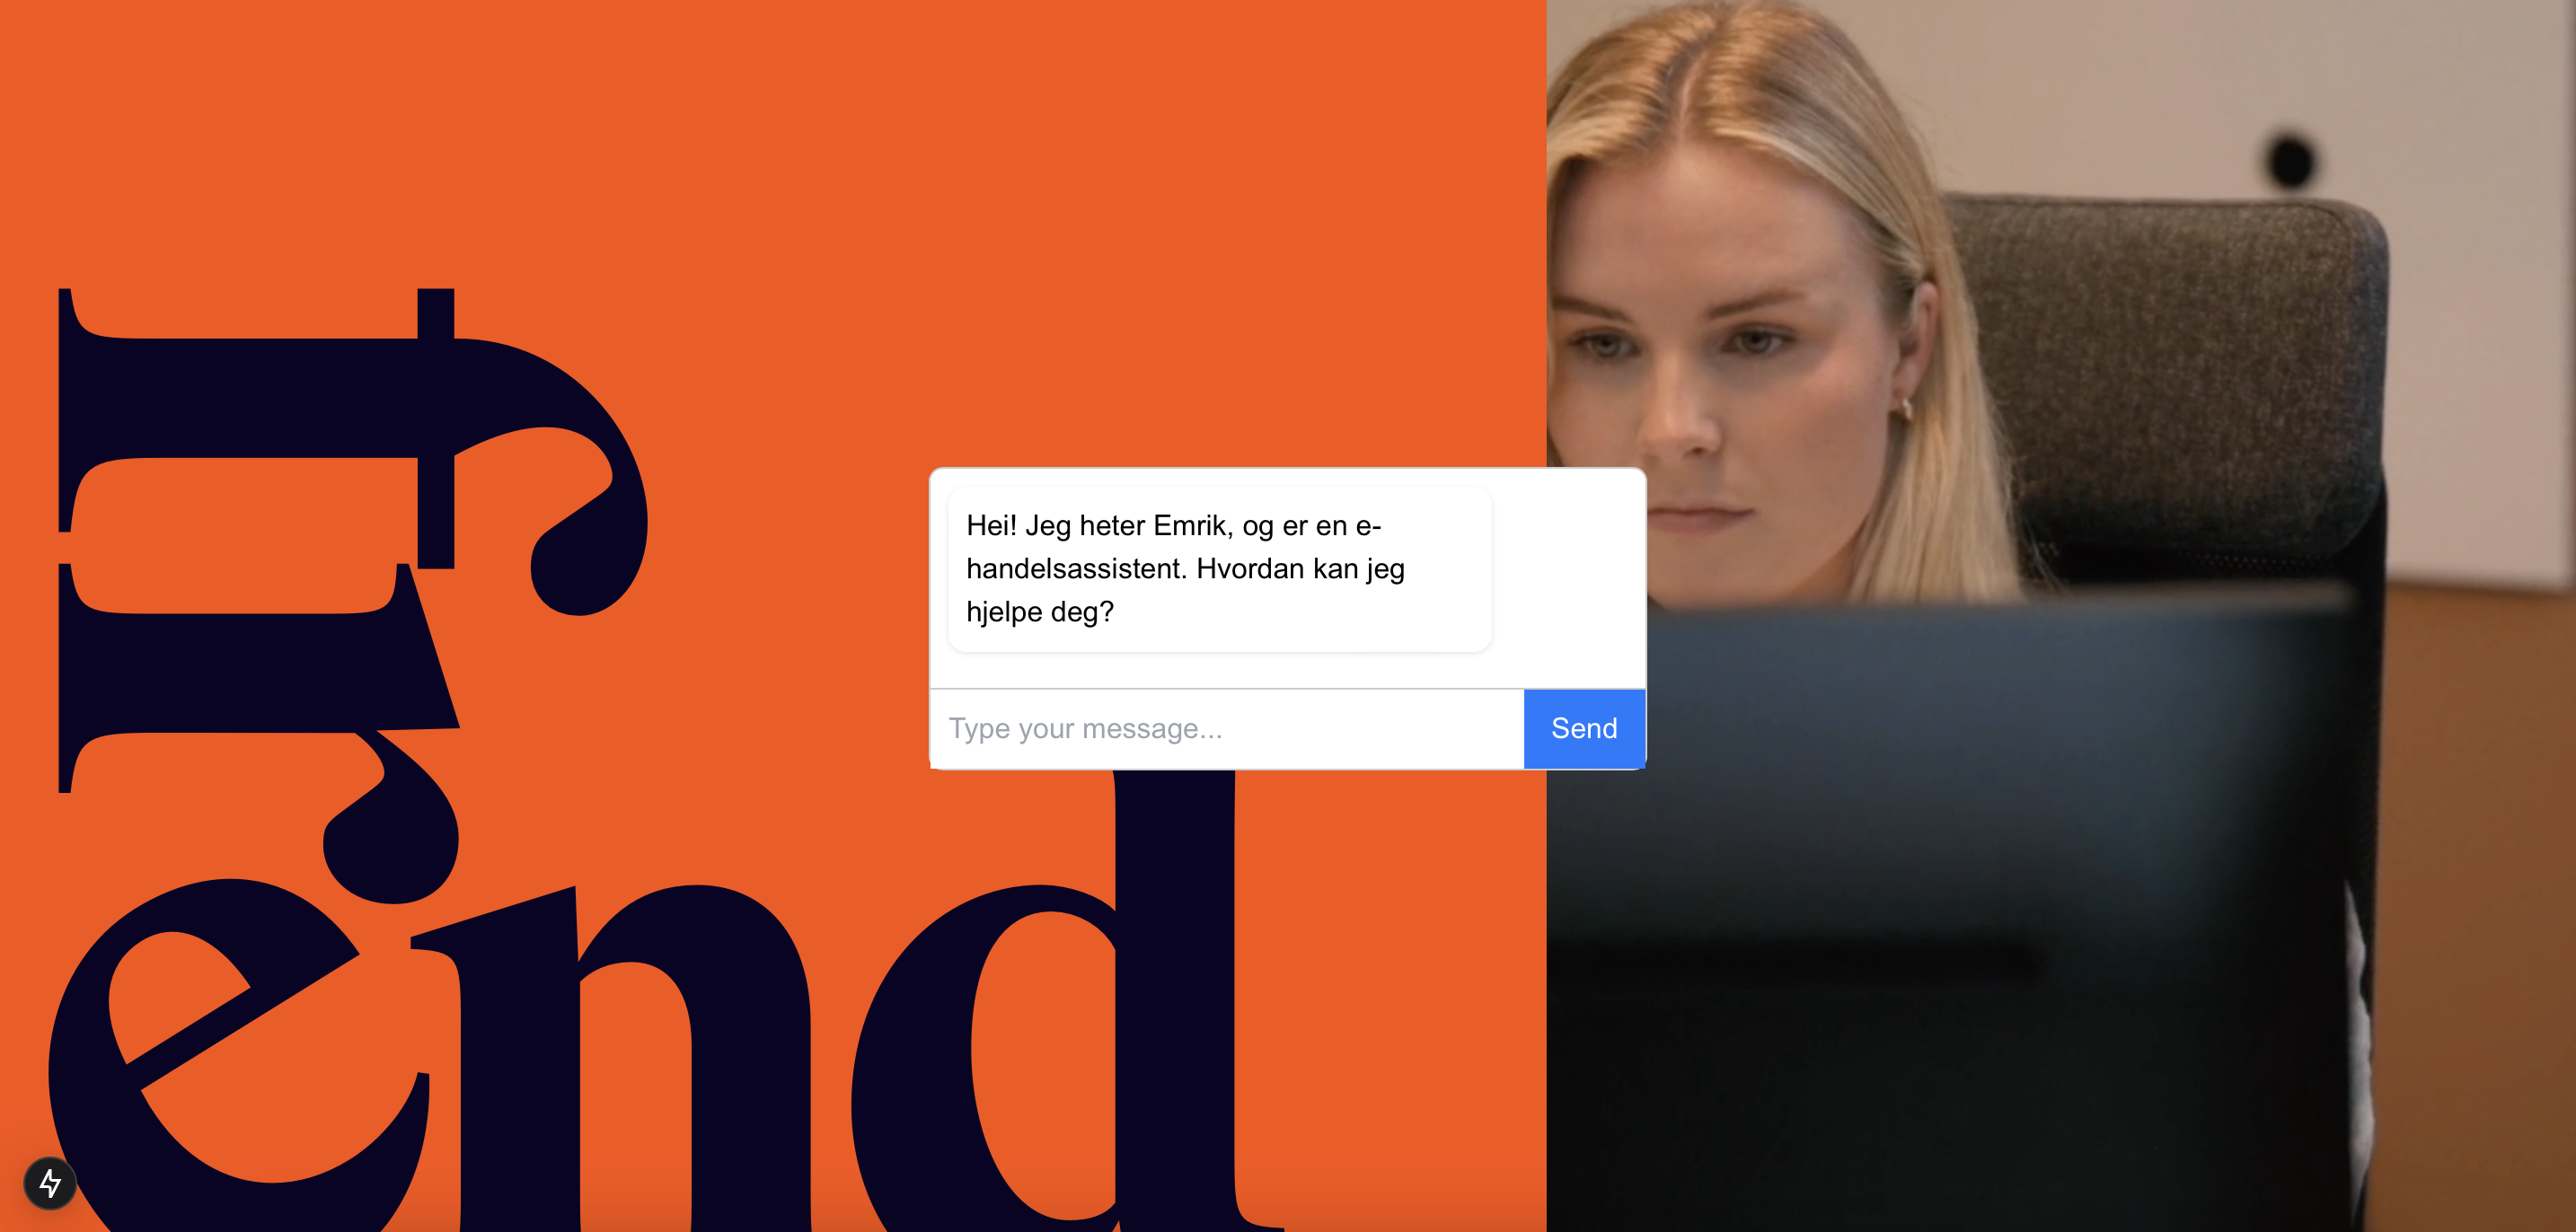 fr
end
Hei! Jeg heter Emrik, og er en e-
handelsassistent. Hvordan kan jeg
hjelpe deg?
Type your message...
Send